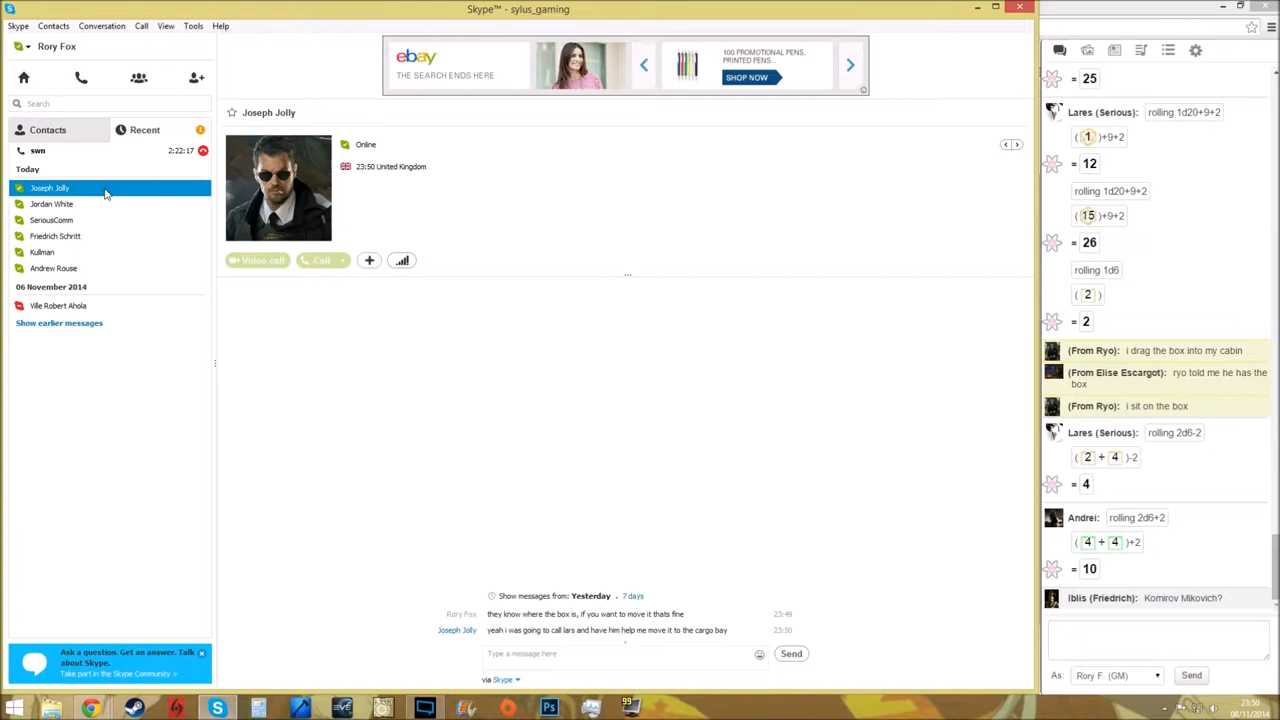 Skype™ - sylus_gaming
Skype Contacts Conversation Call View Tools Help
Rory Fox
Search
Contacts
Recent
1
swn 2:22:17
Today
Joseph Jolly
Jordan White
SeriousComm
Friedrich Schritt
Kullman
Andrew Rouse
06 November 2014
Ville Robert Ahola
Show earlier messages
Ask a question. Get an answer. Talk
about Skype.
Take part in the Skype Community >
ebay
THE SEARCH ENDS HERE
100 PROMOTIONAL PENS,
PRINTED PENS...
SHOP NOW
Joseph Jolly
Online
23:50 United Kingdom
Video call
Call
Show messages from: Yesterday . 7 days
Rory Fox they know where the box is, if you want to move it thats fine 23:49
Joseph Jolly yeah i was going to call lars and have him help me move it to the cargo bay 23:50
Type a message here
Send
via Skype
= 25
Lares (Serious): rolling 1d20+9+2
( 1 )+9+2
= 12
rolling 1d20+9+2
( 15 )+9+2
= 26
rolling 1d6
( 2 )
= 2
(From Ryo): i drag the box into my cabin
(From Elise Escargot): ryo told me he has the
box
(From Ryo): i sit on the box
Lares (Serious): rolling 2d6-2
( 2 + 4 )-2
= 4
Andrei: rolling 2d6+2
( 4 + 4 )+2
= 10
Iblis (Friedrich): Komirov Mikovich?
As: Rory F. (GM)
Send
EVE
99
23:50
08/11/2014